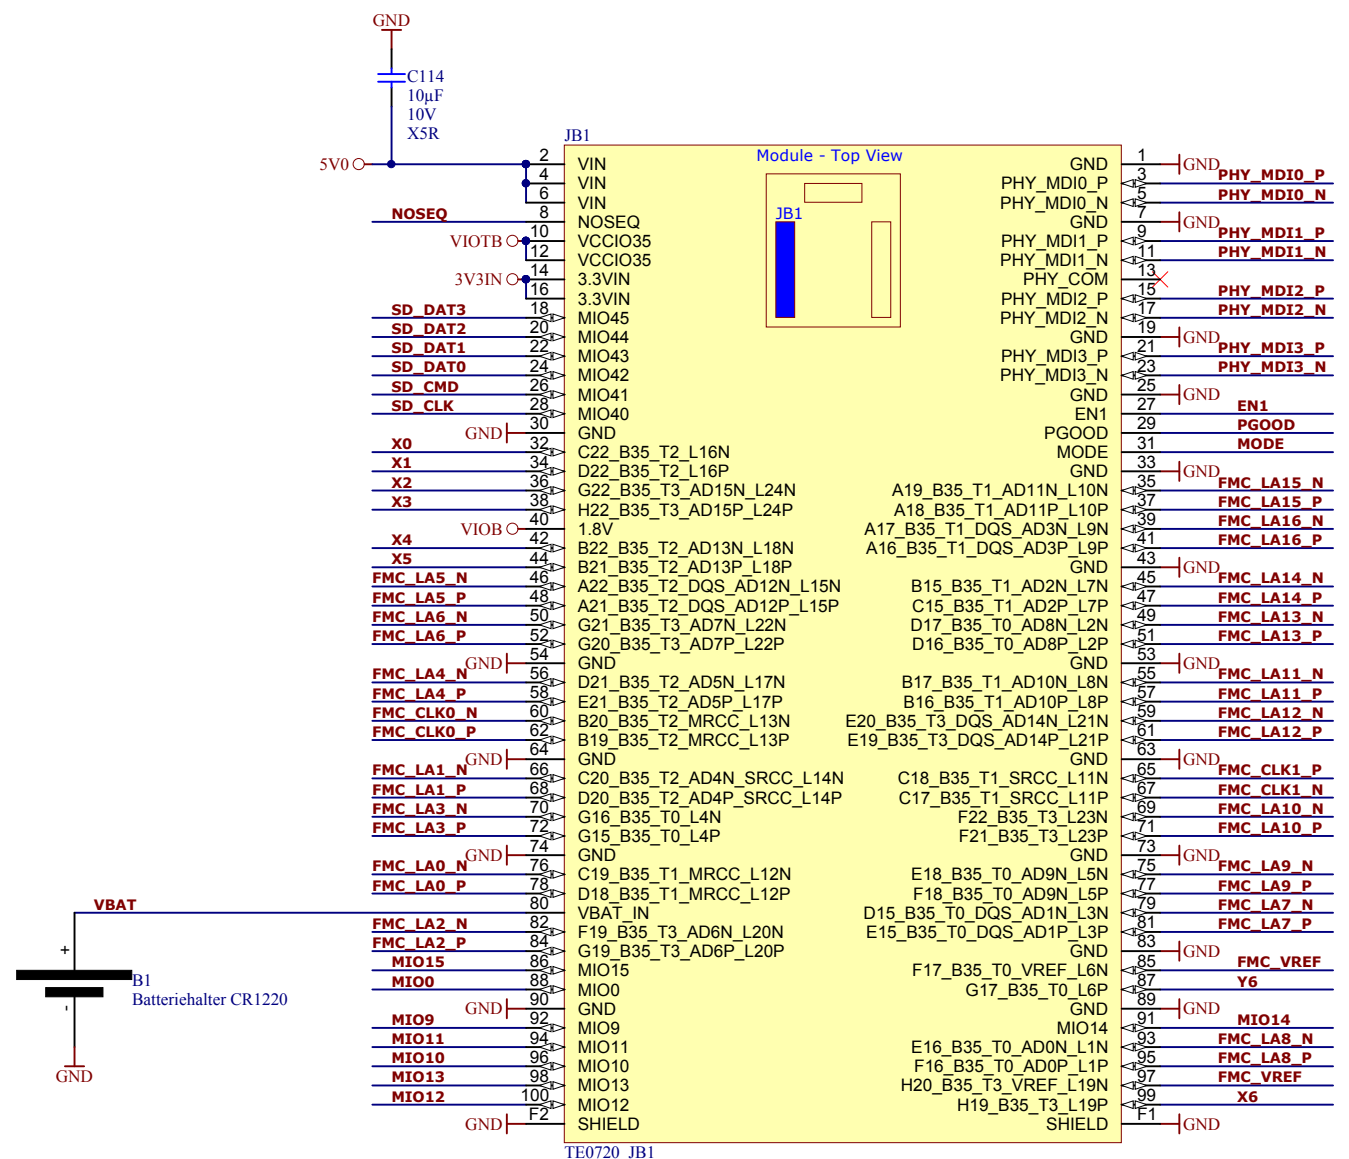 GND
C114
10µF
10V
X5R
JB1
Module - Top View
JB1
5V0 2 VIN
4 VIN
6 VIN
NOSEQ 8 NOSEQ
VIOTB 10 VCCIO35
12 VCCIO35
3V3IN 14 3.3VIN
16 3.3VIN
SD_DAT3 18 MIO45
SD_DAT2 20 MIO44
SD_DAT1 22 MIO43
SD_DAT0 24 MIO42
SD_CMD 26 MIO41
SD_CLK 28 MIO40
GND 30 GND
X0 32 C22_B35_T2_L16N
X1 34 D22_B35_T2_L16P
X2 36 G22_B35_T3_AD15N_L24N
X3 38 H22_B35_T3_AD15P_L24P
VIOB 40 1.8V
X4 42 B22_B35_T2_AD13N_L18N
X5 44 B21_B35_T2_AD13P_L18P
FMC_LA5_N 46 A22_B35_T2_DQS_AD12N_L15N
FMC_LA5_P 48 A21_B35_T2_DQS_AD12P_L15P
FMC_LA6_N 50 G21_B35_T3_AD7N_L22N
FMC_LA6_P 52 G20_B35_T3_AD7P_L22P
GND 54 GND
FMC_LA4_N 56 D21_B35_T2_AD5N_L17N
FMC_LA4_P 58 E21_B35_T2_AD5P_L17P
FMC_CLK0_N 60 B20_B35_T2_MRCC_L13N
FMC_CLK0_P 62 B19_B35_T2_MRCC_L13P
GND 64 GND
FMC_LA1_N 66 C20_B35_T2_AD4N_SRCC_L14N
FMC_LA1_P 68 D20_B35_T2_AD4P_SRCC_L14P
FMC_LA3_N 70 G16_B35_T0_L4N
FMC_LA3_P 72 G15_B35_T0_L4P
GND 74 GND
FMC_LA0_N 76 C19_B35_T1_MRCC_L12N
FMC_LA0_P 78 D18_B35_T1_MRCC_L12P
VBAT 80 VBAT_IN
FMC_LA2_N 82 F19_B35_T3_AD6N_L20N
FMC_LA2_P 84 G19_B35_T3_AD6P_L20P
MIO15 86 MIO15
MIO0 88 MIO0
GND 90 GND
MIO9 92 MIO9
MIO11 94 MIO11
MIO10 96 MIO10
MIO13 98 MIO13
MIO12 100 MIO12
GND F2 SHIELD
GND 1 GND
PHY_MDI0_P 3 PHY_MDI0_P
PHY_MDI0_N 5 PHY_MDI0_N
GND 7 GND
PHY_MDI1_P 9 PHY_MDI1_P
PHY_MDI1_N 11 PHY_MDI1_N
PHY_COM 13
PHY_MDI2_P 15 PHY_MDI2_P
PHY_MDI2_N 17 PHY_MDI2_N
GND 19 GND
PHY_MDI3_P 21 PHY_MDI3_P
PHY_MDI3_N 23 PHY_MDI3_N
GND 25 GND
EN1 27 EN1
PGOOD 29 PGOOD
MODE 31 MODE
GND 33 GND
A19_B35_T1_AD11N_L10N 35 FMC_LA15_N
A18_B35_T1_AD11P_L10P 37 FMC_LA15_P
A17_B35_T1_DQS_AD3N_L9N 39 FMC_LA16_N
A16_B35_T1_DQS_AD3P_L9P 41 FMC_LA16_P
GND 43 GND
B15_B35_T1_AD2N_L7N 45 FMC_LA14_N
C15_B35_T1_AD2P_L7P 47 FMC_LA14_P
D17_B35_T0_AD8N_L2N 49 FMC_LA13_N
D16_B35_T0_AD8P_L2P 51 FMC_LA13_P
GND 53 GND
B17_B35_T1_AD10N_L8N 55 FMC_LA11_N
B16_B35_T1_AD10P_L8P 57 FMC_LA11_P
E20_B35_T3_DQS_AD14N_L21N 59 FMC_LA12_N
E19_B35_T3_DQS_AD14P_L21P 61 FMC_LA12_P
GND 63 GND
C18_B35_T1_SRCC_L11N 65 FMC_CLK1_P
C17_B35_T1_SRCC_L11P 67 FMC_CLK1_N
F22_B35_T3_L23N 69 FMC_LA10_N
F21_B35_T3_L23P 71 FMC_LA10_P
GND 73 GND
E18_B35_T0_AD9N_L5N 75 FMC_LA9_N
F18_B35_T0_AD9N_L5P 77 FMC_LA9_P
D15_B35_T0_DQS_AD1N_L3N 79 FMC_LA7_N
E15_B35_T0_DQS_AD1P_L3P 81 FMC_LA7_P
GND 83 GND
F17_B35_T0_VREF_L6N 85 FMC_VREF
G17_B35_T0_L6P 87 Y6
GND 89 GND
MIO14 91 MIO14
E16_B35_T0_AD0N_L1N 93 FMC_LA8_N
F16_B35_T0_AD0P_L1P 95 FMC_LA8_P
H20_B35_T3_VREF_L19N 97 FMC_VREF
H19_B35_T3_L19P 99 X6
SHIELD F1 GND
+
B1
Batteriehalter CR1220
-
GND
TE0720_JB1